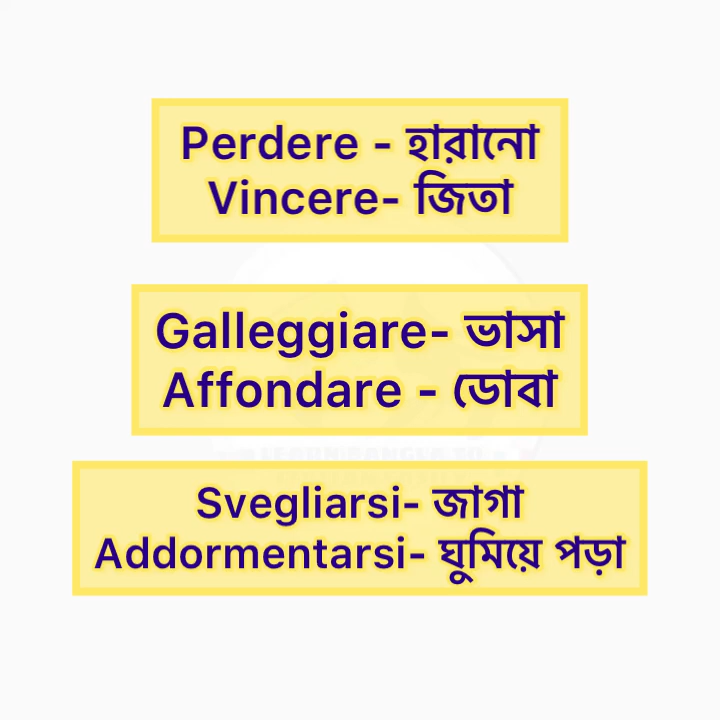 Perdere - হারানো
Vincere- জিতা
Galleggiare- ভাসা
Affondare - ডোবা
Svegliarsi- জাগা
Addormentarsi- ঘুমিয়ে পড়া